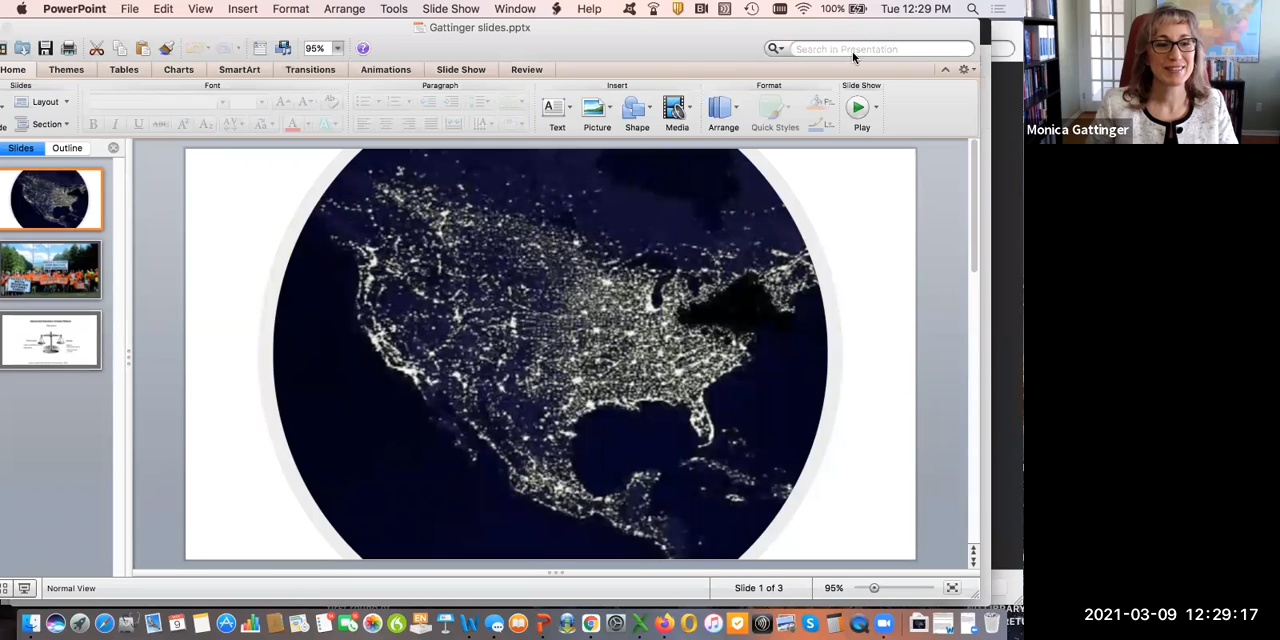 PowerPoint File Edit View Insert Format Arrange Tools Slide Show Window Help 100% Tue 12:29 PM
Gattinger slides.pptx
95% Search in Presentation
Home Themes Tables Charts SmartArt Transitions Animations Slide Show Review
Slides Font Paragraph Insert Format Slide Show
Layout
Section
Text Picture Shape Media Arrange Quick Styles Play
Slides Outline
Monica Gattinger
Normal View Slide 1 of 3 95%
2021-03-09 12:29:17